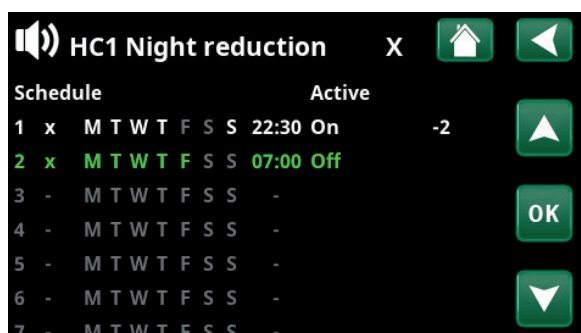 HC1 Night reduction X
Schedule Active
1 x M T W T F S S 22:30 On -2
2 x M T W T F S S 07:00 Off
3 - M T W T F S S -
4 - M T W T F S S -
OK
5 - M T W T F S S -
6 - M T W T F S S -
7 M T W T F S S